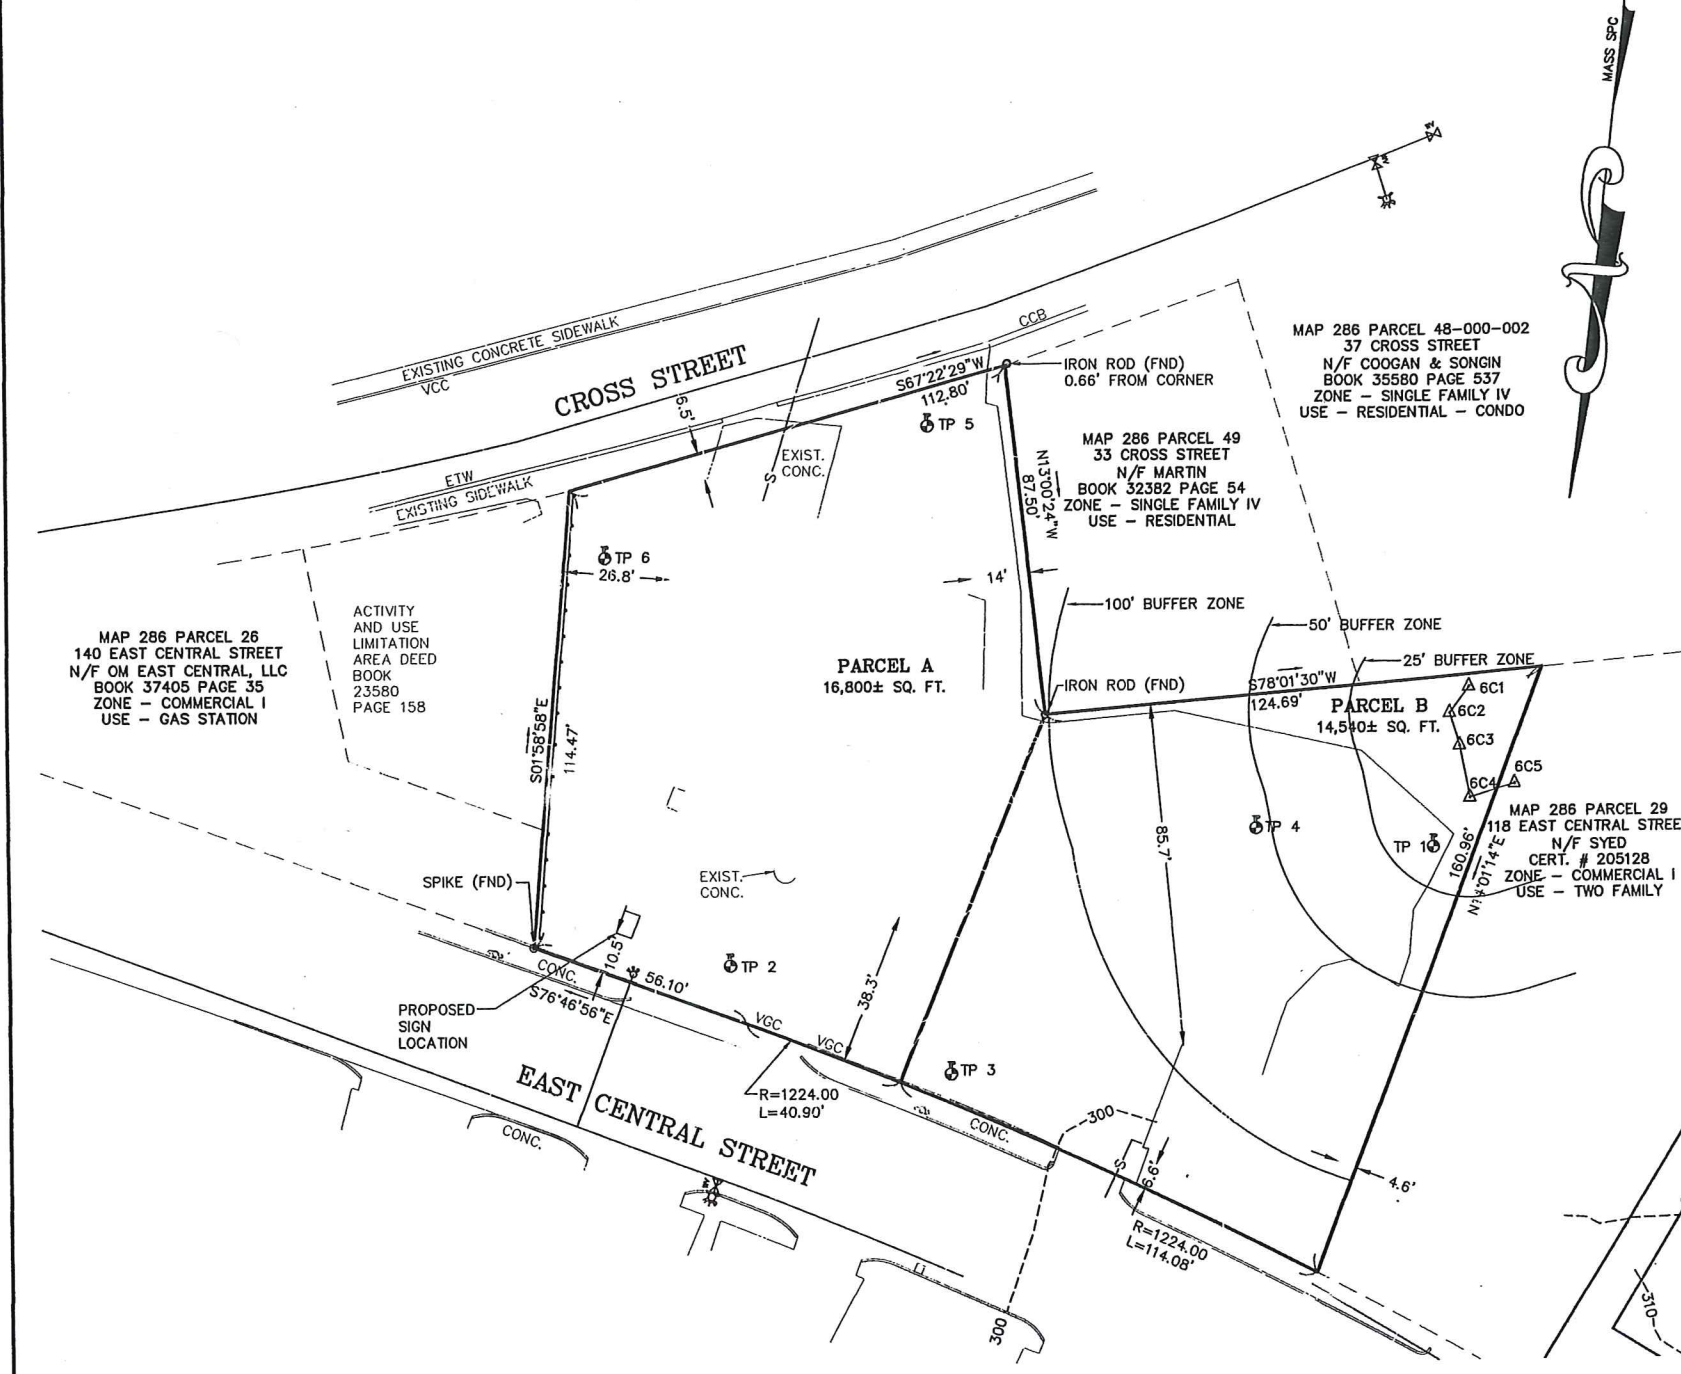 MASS SPC
EXISTING CONCRETE SIDEWALK
VCC
CROSS STREET
CCB
S67°22'29"W
112.80'
6.5'
IRON ROD (FND)
0.66' FROM CORNER
MAP 286 PARCEL 48-000-002
37 CROSS STREET
N/F COOGAN & SONGIN
BOOK 35580 PAGE 537
ZONE - SINGLE FAMILY IV
USE - RESIDENTIAL - CONDO
TP 5
MAP 286 PARCEL 49
33 CROSS STREET
N/F MARTIN
BOOK 32382 PAGE 54
ZONE - SINGLE FAMILY IV
USE - RESIDENTIAL
N13°00'24"W
87.50'
EXIST.
CONC.
S
ETW
EXISTING SIDEWALK
TP 6
26.8'
14'
100' BUFFER ZONE
50' BUFFER ZONE
25' BUFFER ZONE
ACTIVITY
AND USE
LIMITATION
AREA DEED
BOOK
23580
PAGE 158
MAP 286 PARCEL 26
140 EAST CENTRAL STREET
N/F OM EAST CENTRAL, LLC
BOOK 37405 PAGE 35
ZONE - COMMERCIAL I
USE - GAS STATION
PARCEL A
16,800± SQ. FT.
IRON ROD (FND)
S78°01'30"W
124.69'
PARCEL B
14,540± SQ. FT.
6C1
6C2
6C3
6C4
6C5
S01°58'58"E
114.47'
MAP 286 PARCEL 29
118 EAST CENTRAL STREE
N/F SYED
CERT. # 205128
ZONE - COMMERCIAL I
USE - TWO FAMILY
TP 4
TP 1
160.96'
85.7'
SPIKE (FND)
EXIST.
CONC.
10.5'
CONC.
56.10'
S76°46'56"E
TP 2
38.3'
PROPOSED
SIGN
LOCATION
VGC
VGC
TP 3
R=1224.00
L=40.90'
EAST CENTRAL STREET
CONC.
CONC.
300
S
6.6'
4.6'
R=1224.00
L=114.08'
300
310